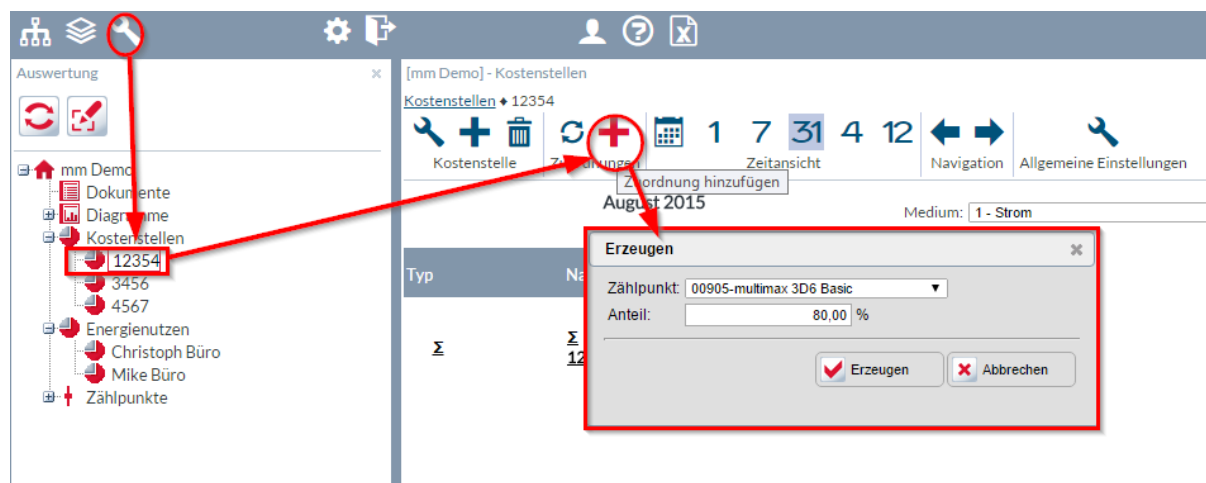 Auswertung
mm Demo
Dokumente
Diagramme
Kostenstellen
12354
3456
4567
Energienutzen
Christoph Büro
Mike Büro
Zählpunkte
[mm Demo] - Kostenstellen
Kostenstellen ♦ 12354
1 7 31 4 12
Kostenstelle Zuordnungen Zeitansicht Navigation Allgemeine Einstellungen
Zuordnung hinzufügen
August 2015
Medium: 1 - Strom
Typ
Σ
Σ
12
Erzeugen
Zählpunkt: 00905-multimax 3D6 Basic
Anteil: 80,00 %
Erzeugen Abbrechen